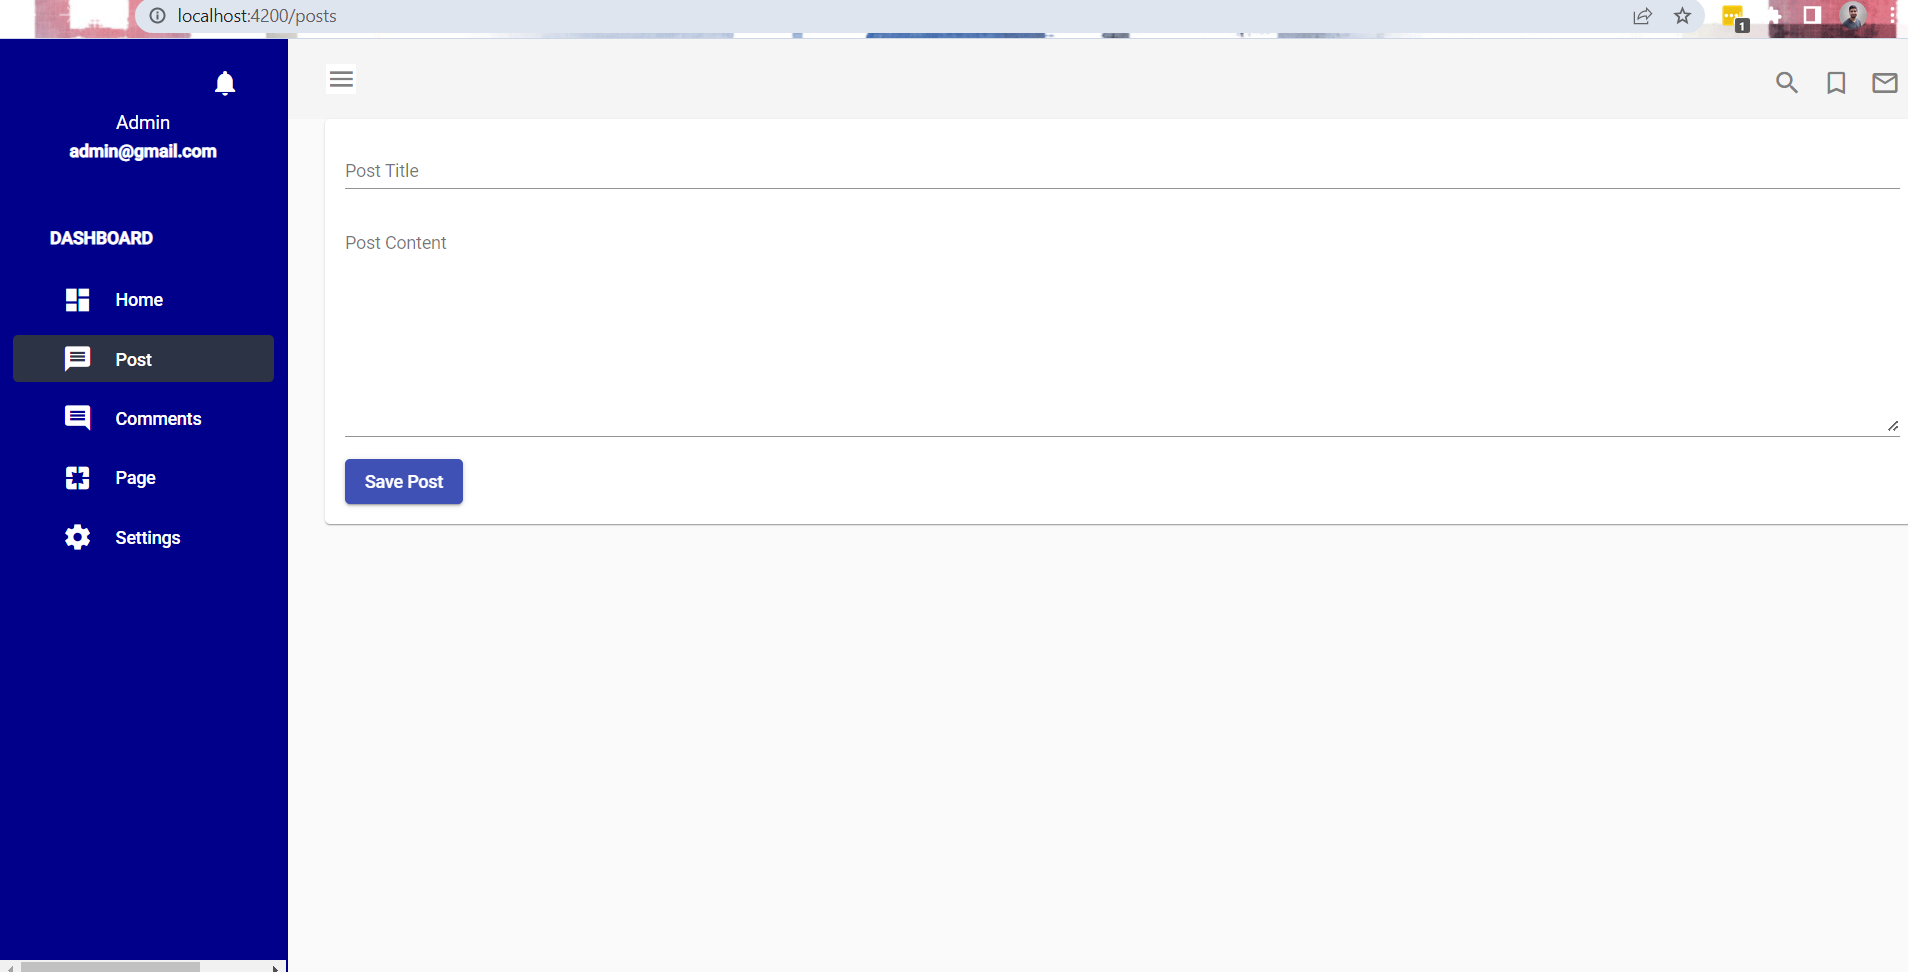 localhost:4200/posts
1
Admin
admin@gmail.com
DASHBOARD
Home
Post
Comments
Page
Settings
Post Title
Post Content
Save Post